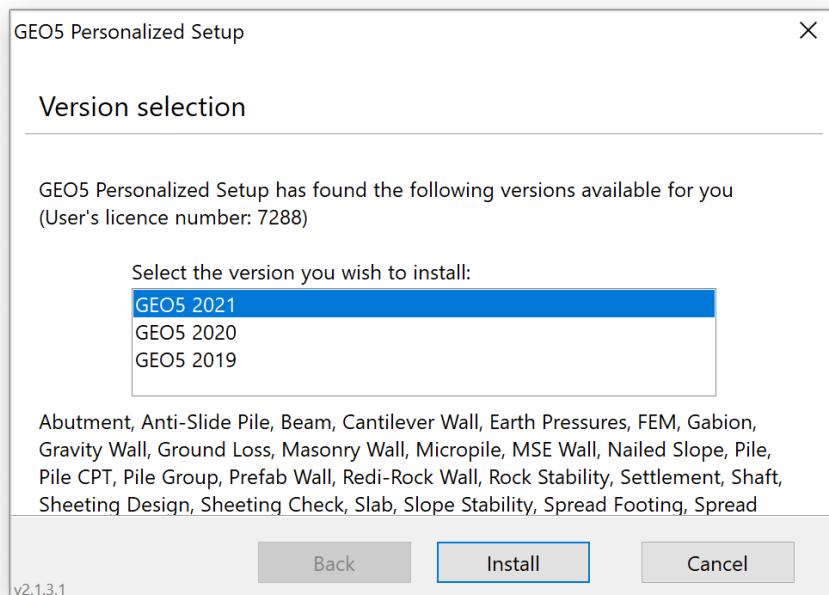 GEO5 Personalized Setup
Version selection
GEO5 Personalized Setup has found the following versions available for you
(User's licence number: 7288)
Select the version you wish to install:
GEO5 2021
GEO5 2020
GEO5 2019
Abutment, Anti-Slide Pile, Beam, Cantilever Wall, Earth Pressures, FEM, Gabion,
Gravity Wall, Ground Loss, Masonry Wall, Micropile, MSE Wall, Nailed Slope, Pile,
Pile CPT, Pile Group, Prefab Wall, Redi-Rock Wall, Rock Stability, Settlement, Shaft,
Sheeting Design, Sheeting Check, Slab, Slope Stability, Spread Footing, Spread
Back Install Cancel
v2.1.3.1